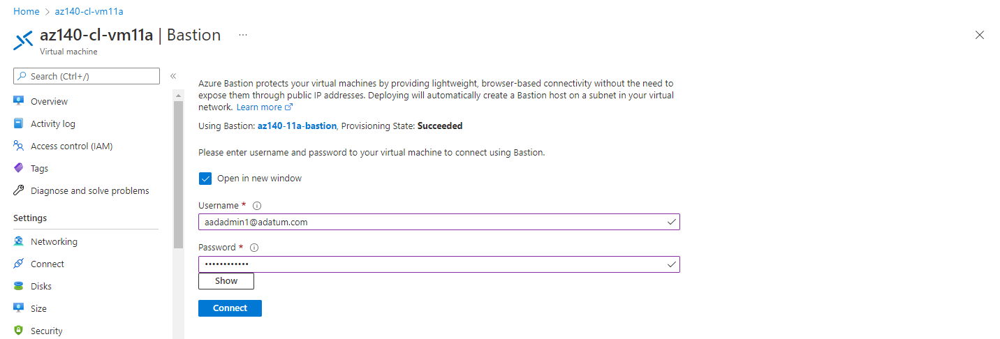 Home > az140-cl-vm11a
az140-cl-vm11a | Bastion ...
Virtual machine
Search (Ctrl+/)
«
Overview
Activity log
Access control (IAM)
Tags
Diagnose and solve problems
Settings
Networking
Connect
Disks
Size
Security
Azure Bastion protects your virtual machines by providing lightweight, browser-based connectivity without the need to
expose them through public IP addresses. Deploying will automatically create a Bastion host on a subnet in your virtual
network. Learn more
Using Bastion: az140-11a-bastion, Provisioning State: Succeeded
Please enter username and password to your virtual machine to connect using Bastion.
Open in new window
Username *
aadadmin1@adatum.com
Password *
••••••••••••
Show
Connect